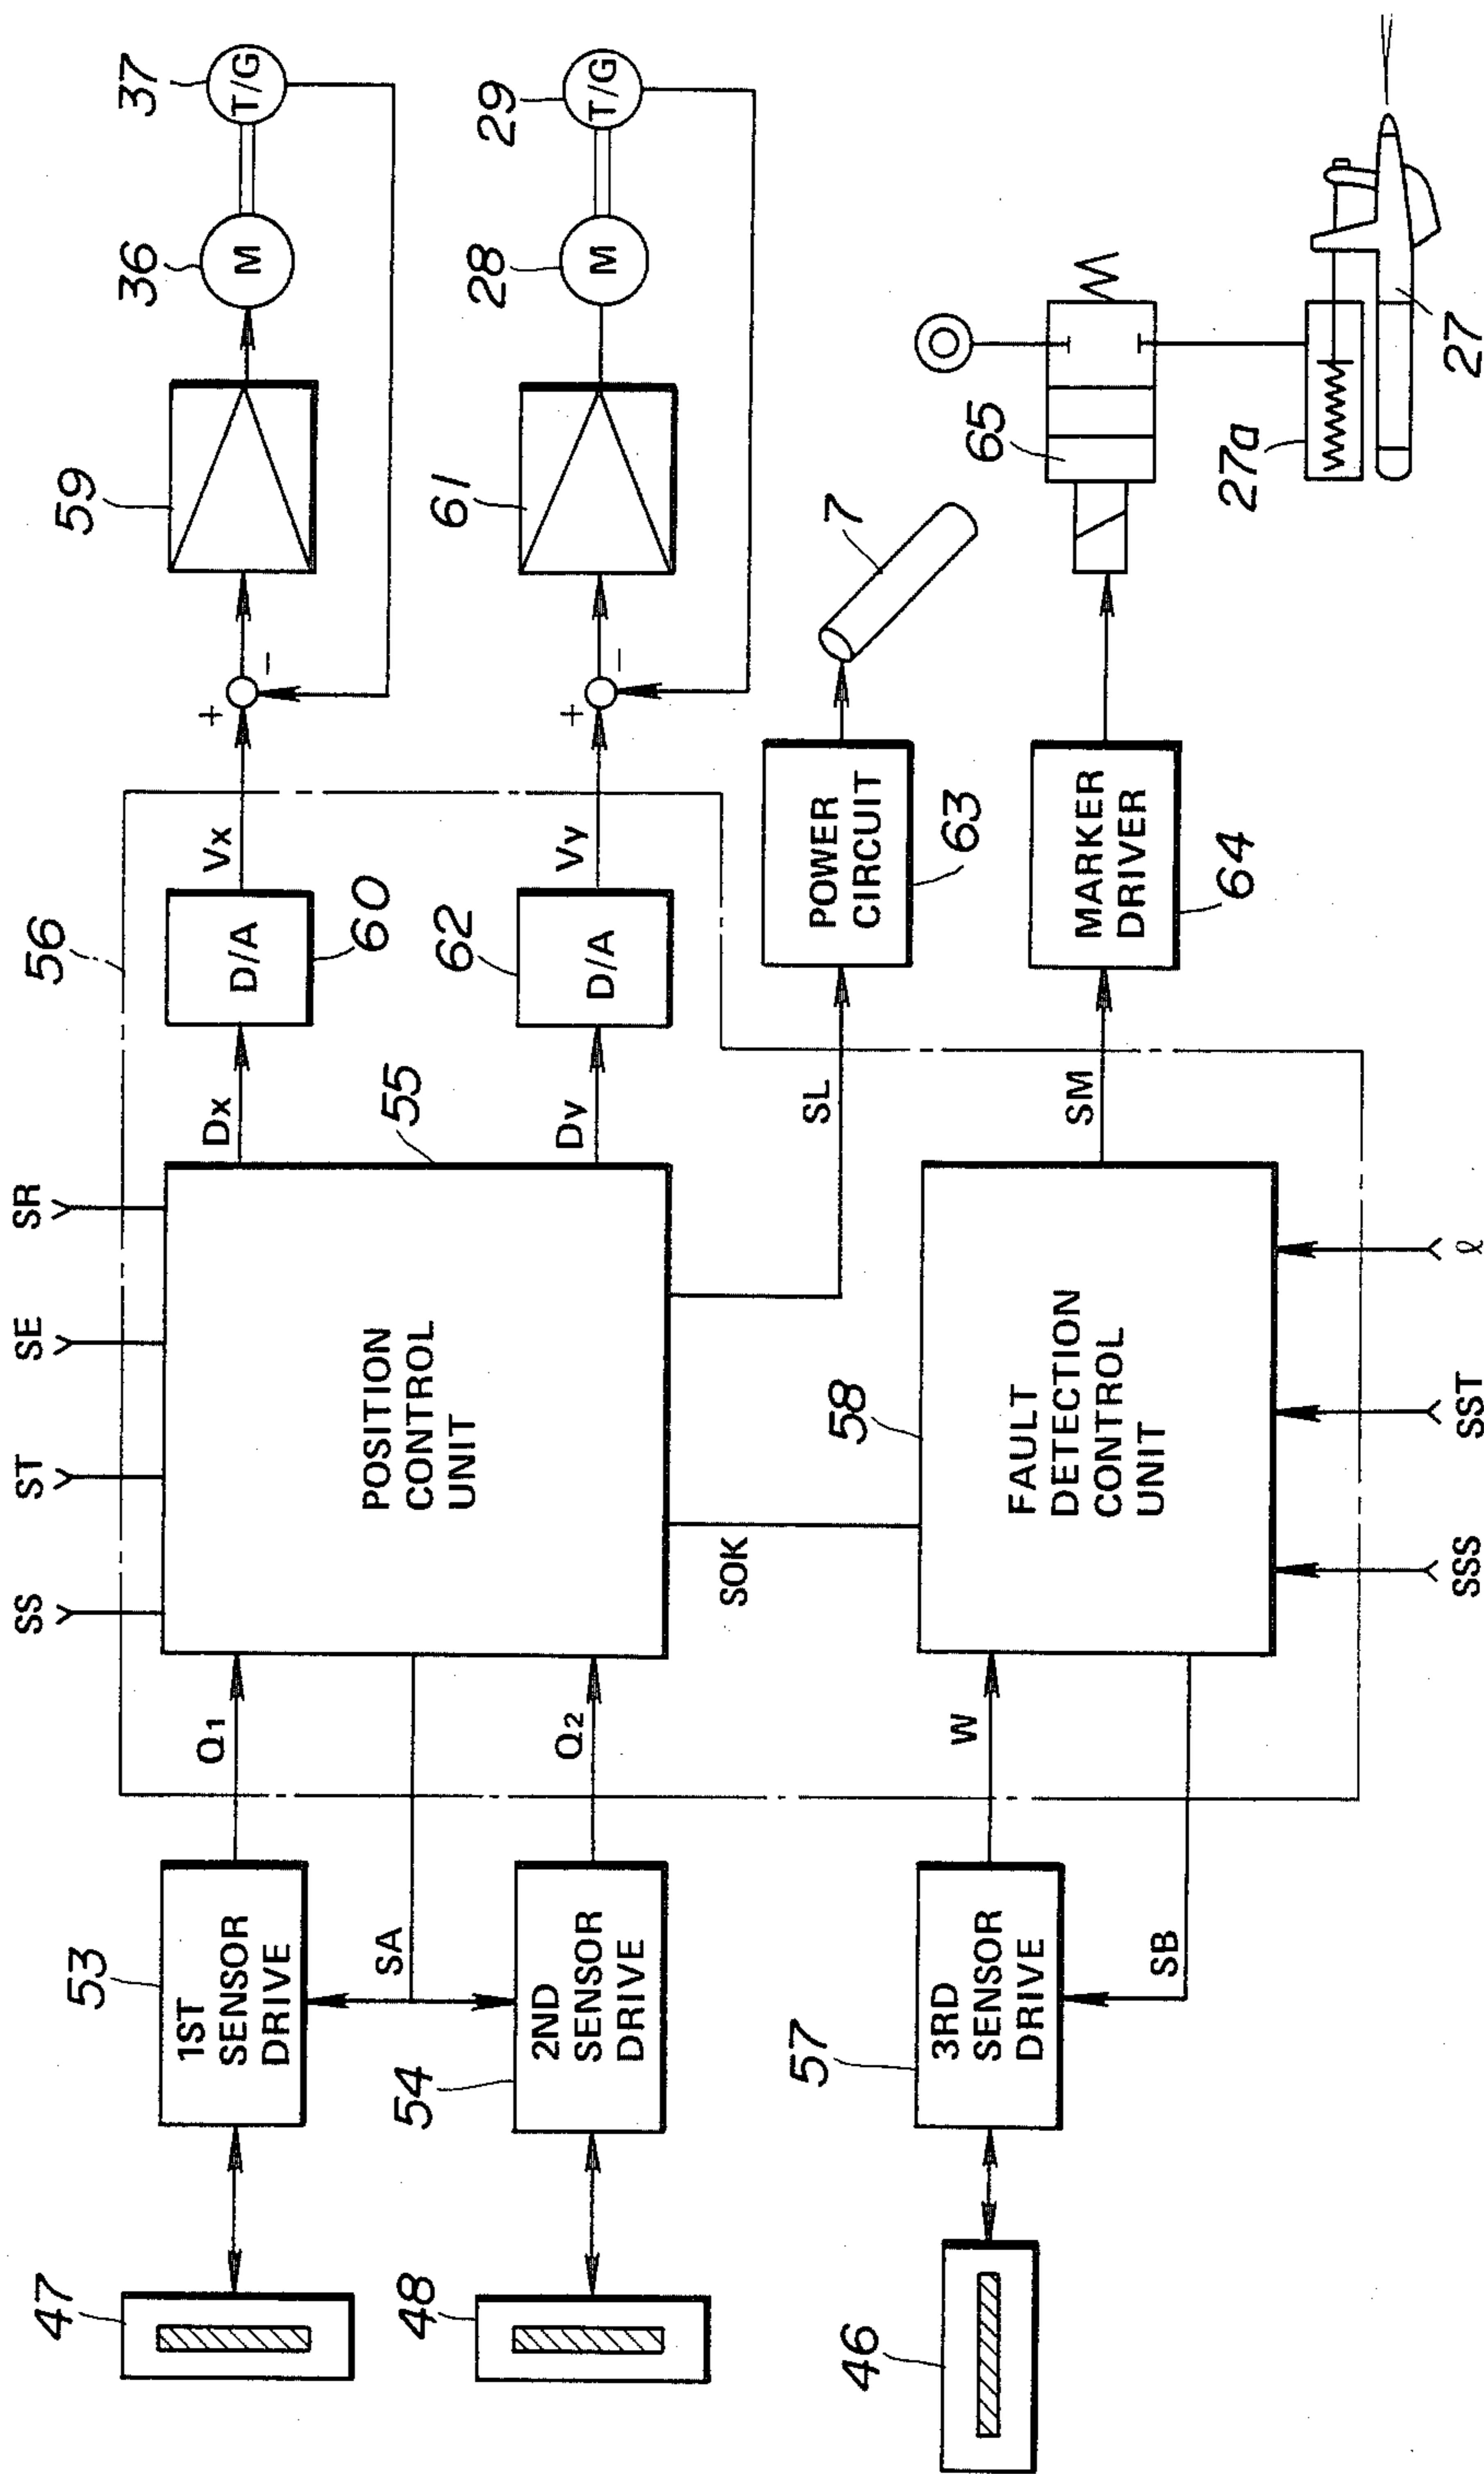 47
48
46
53
1ST
SENSOR
DRIVE
54
2ND
SENSOR
DRIVE
57
3RD
SENSOR
DRIVE
SA
SB
Q1
Q2
W
SS
ST
SE
SR
POSITION
CONTROL
UNIT
55
56
SOK
58
FAULT
DETECTION
CONTROL
UNIT
SSS
SST
ℓ
Dx
Dv
SL
SM
D/A
60
D/A
62
Vx
Vy
POWER
CIRCUIT
63
MARKER
DRIVER
64
+
−
+
−
59
61
7
65
36
M
37
T/G
28
M
29
T/G
27a
27